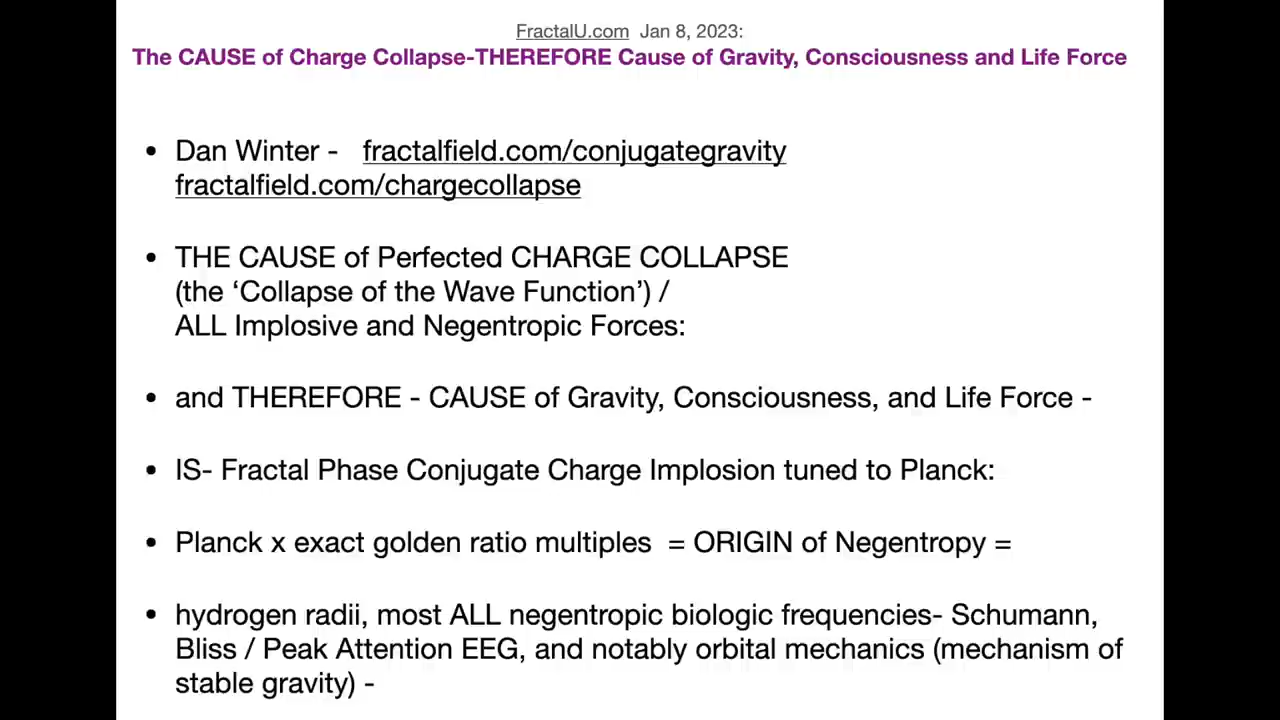 FractalU.com Jan 8, 2023:
The CAUSE of Charge Collapse-THEREFORE Cause of Gravity, Consciousness and Life Force
• Dan Winter - fractalfield.com/conjugategravity
fractalfield.com/chargecollapse
• THE CAUSE of Perfected CHARGE COLLAPSE
(the ‘Collapse of the Wave Function’) /
ALL Implosive and Negentropic Forces:
• and THEREFORE - CAUSE of Gravity, Consciousness, and Life Force -
• IS- Fractal Phase Conjugate Charge Implosion tuned to Planck:
• Planck x exact golden ratio multiples = ORIGIN of Negentropy =
• hydrogen radii, most ALL negentropic biologic frequencies- Schumann,
Bliss / Peak Attention EEG, and notably orbital mechanics (mechanism of
stable gravity) -